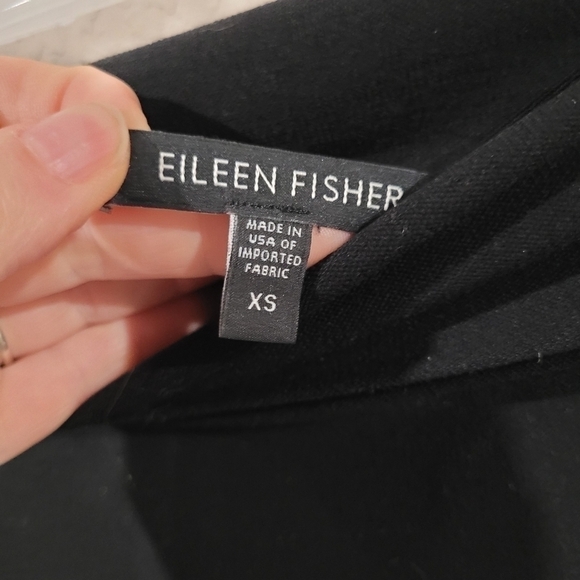 EILEEN FISHER
MADE IN
USA OF
IMPORTED
FABRIC
XS